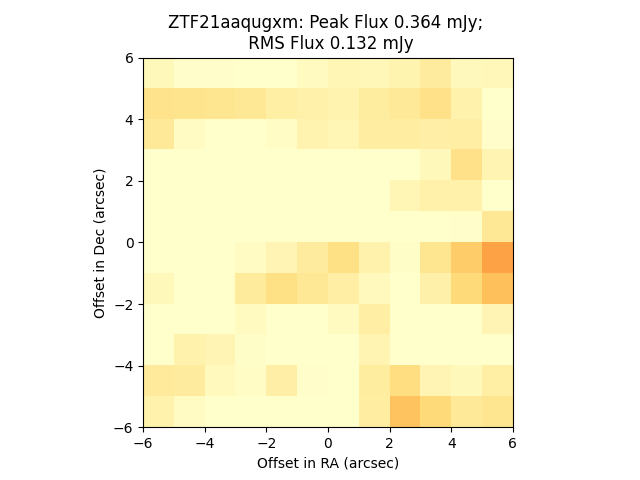 ZTF21aaqugxm: Peak Flux 0.364 mJy;
RMS Flux 0.132 mJy
6
4
2
0
−2
−4
−6
Offset in Dec (arcsec)
−6 −4 −2 0 2 4 6
Offset in RA (arcsec)